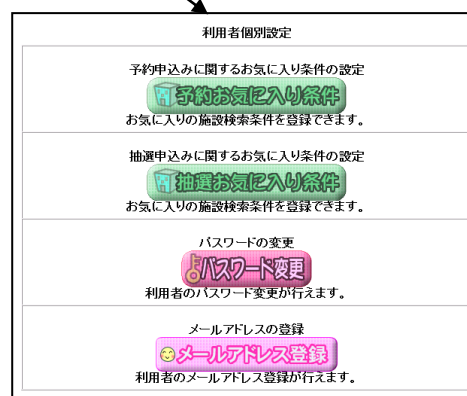 利用者個別設定
予約申込みに関するお気に入り条件の設定
予約お気に入り条件
お気に入りの施設検索条件を登録できます。
抽選申込みに関するお気に入り条件の設定
抽選お気に入り条件
お気に入りの施設検索条件を登録できます。
パスワードの変更
パスワード変更
利用者のパスワード変更が行えます。
メールアドレスの登録
メールアドレス登録
利用者のメールアドレス登録が行えます。